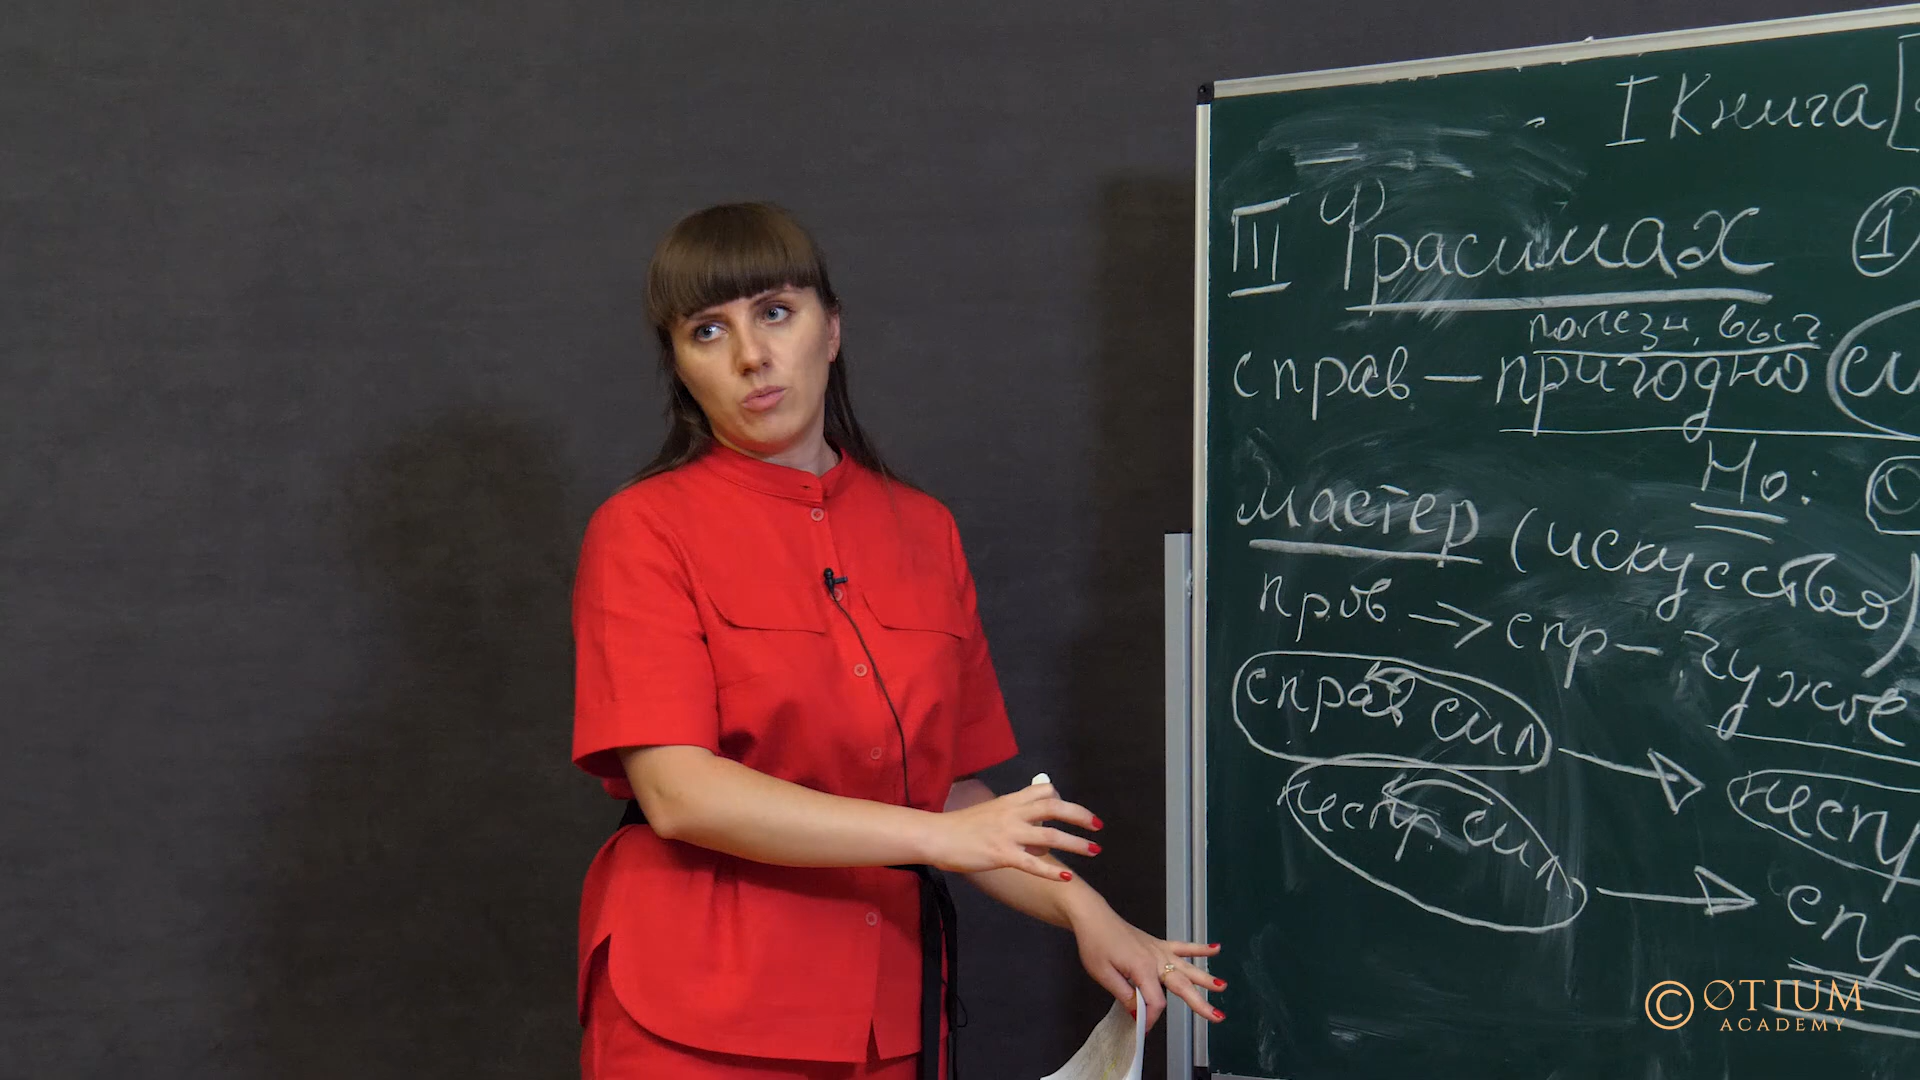 I Книга
III Фрасимах ①
полезн, выг.
справ — пригодно
Но:
мастер (искусство)
прав → спр — чужое
справ сил → неспр
неспр сил → спр
© OTIUM
ACADEMY